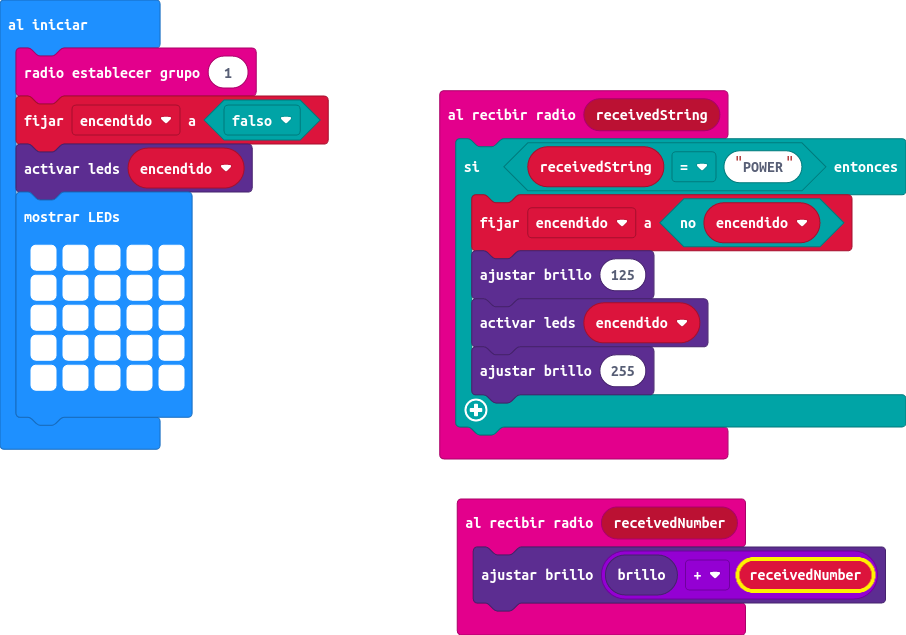 al iniciar
radio establecer grupo 1
fijar encendido a falso
activar leds encendido
mostrar LEDs
al recibir radio receivedString
si receivedString = "POWER" entonces
fijar encendido a no encendido
ajustar brillo 125
activar leds encendido
ajustar brillo 255
al recibir radio receivedNumber
ajustar brillo brillo + receivedNumber